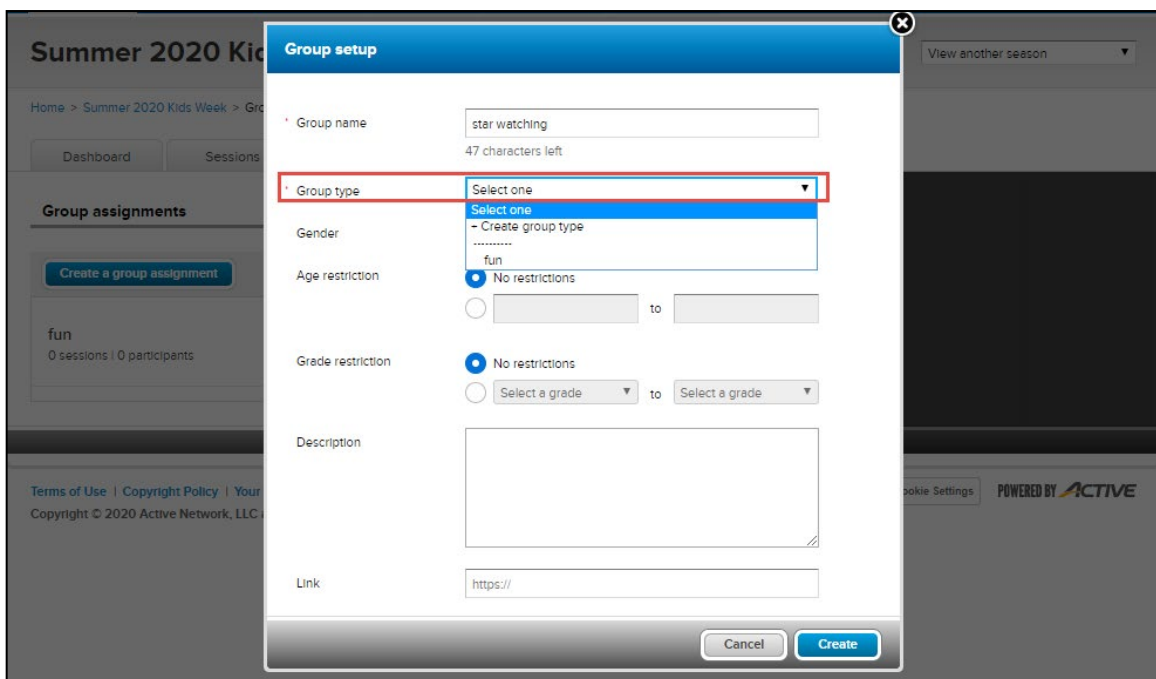 Summer 2020 Kid
View another season
Home > Summer 2020 Kids Week > Gro
Dashboard
Sessions
Group assignments
Create a group assignment
fun
0 sessions | 0 participants
Group setup
* Group name
star watching
47 characters left
* Group type
Select one
Select one
- Create group type
----------
fun
Gender
Age restriction
No restrictions
to
Grade restriction
No restrictions
Select a grade to Select a grade
Description
Link
https://
Cancel
Create
Terms of Use | Copyright Policy | Your
Copyright © 2020 Active Network, LLC
ookie Settings
POWERED BY ACTIVE